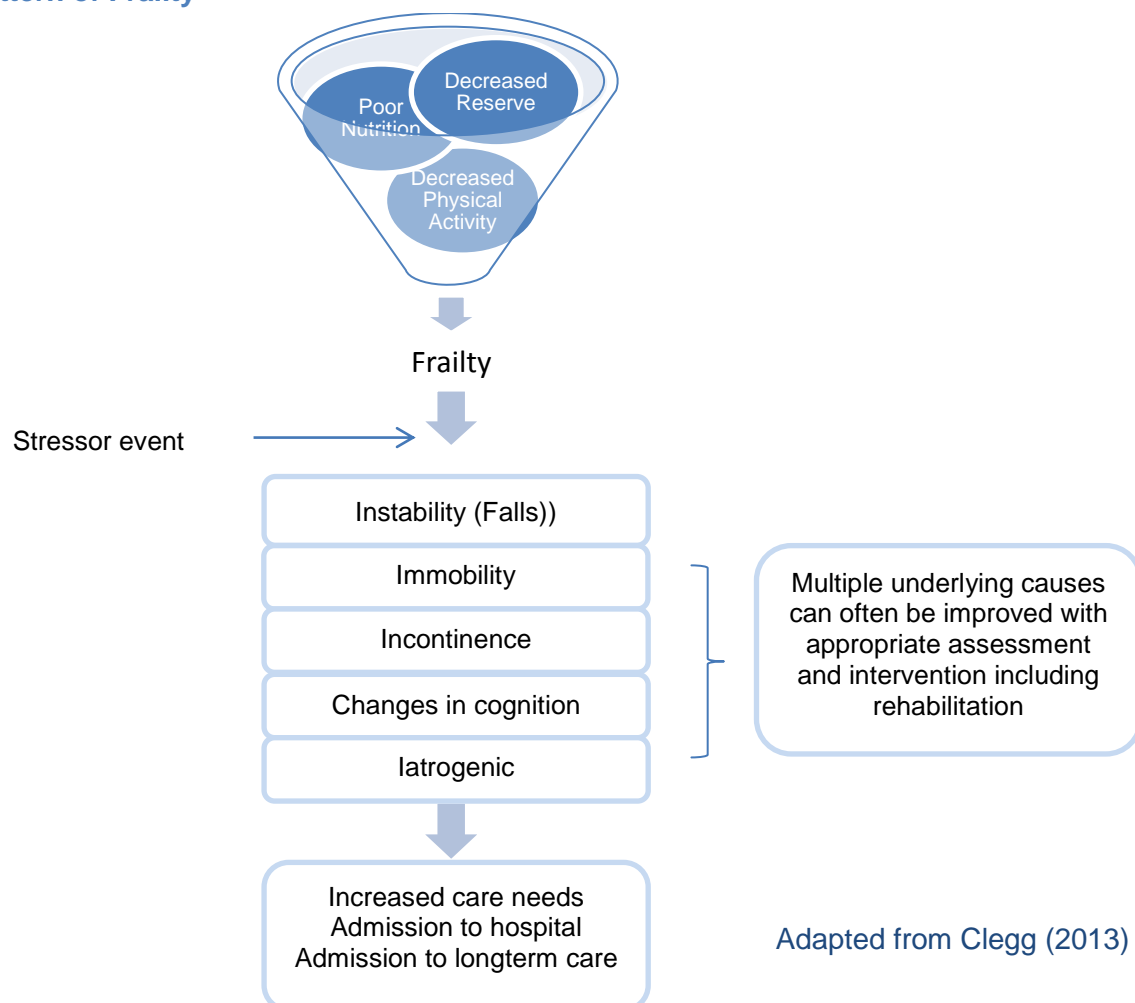 Decreased
Reserve
Poor
Nutrition
Decreased
Physical
Activity
Frailty
Stressor event
Instability (Falls))
Immobility
Incontinence
Changes in cognition
Iatrogenic
Multiple underlying causes
can often be improved with
appropriate assessment
and intervention including
rehabilitation
Increased care needs
Admission to hospital
Admission to longterm care
Adapted from Clegg (2013)